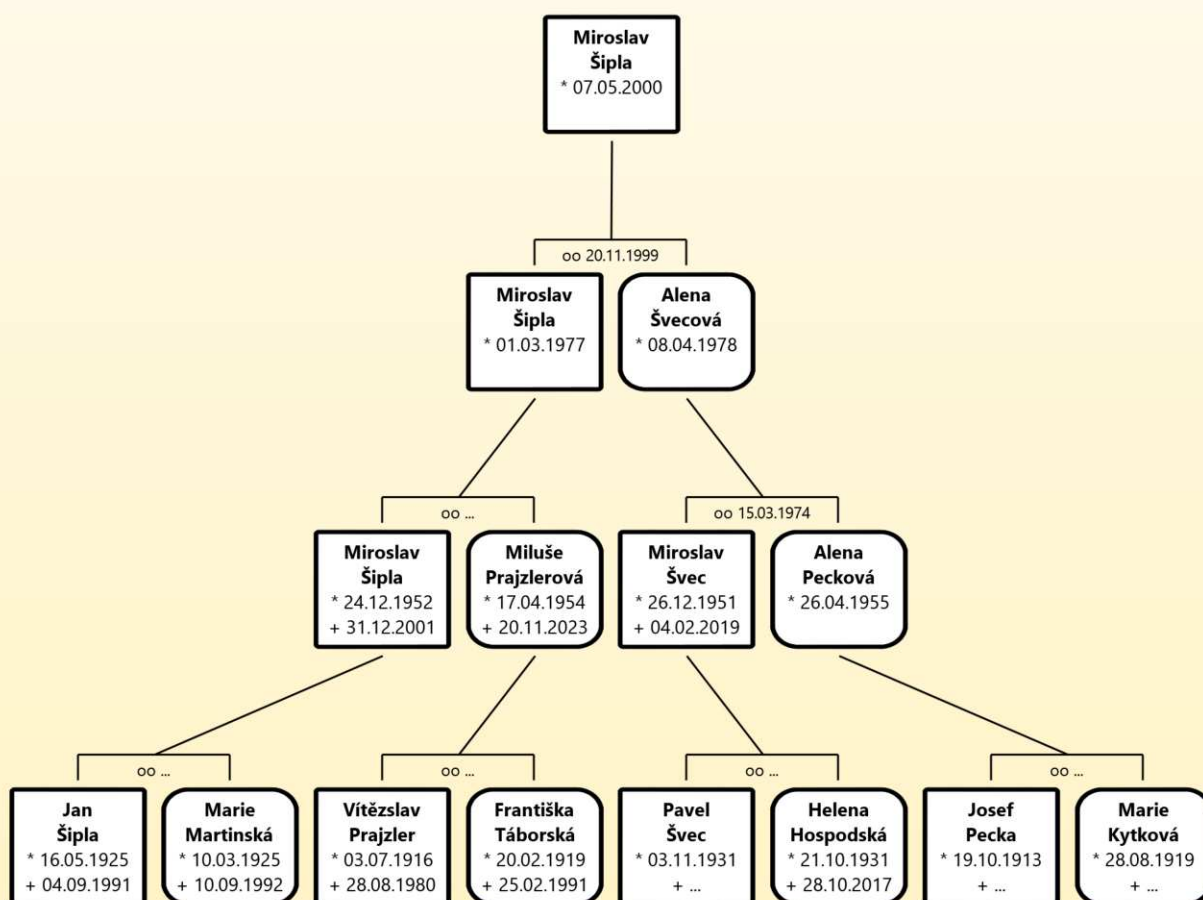 Miroslav
Šipla
* 07.05.2000
oo 20.11.1999
Miroslav
Šipla
* 01.03.1977
Alena
Švecová
* 08.04.1978
oo ...
oo 15.03.1974
Miroslav
Šipla
* 24.12.1952
+ 31.12.2001
Miluše
Prajzlerová
* 17.04.1954
+ 20.11.2023
Miroslav
Švec
* 26.12.1951
+ 04.02.2019
Alena
Pecková
* 26.04.1955
oo ...
oo ...
oo ...
oo ...
Jan
Šipla
* 16.05.1925
+ 04.09.1991
Marie
Martinská
* 10.03.1925
+ 10.09.1992
Vítězslav
Prajzler
* 03.07.1916
+ 28.08.1980
Františka
Táborská
* 20.02.1919
+ 25.02.1991
Pavel
Švec
* 03.11.1931
+ ...
Helena
Hospodská
* 21.10.1931
+ 28.10.2017
Josef
Pecka
* 19.10.1913
+ ...
Marie
Kytková
* 28.08.1919
+ ...